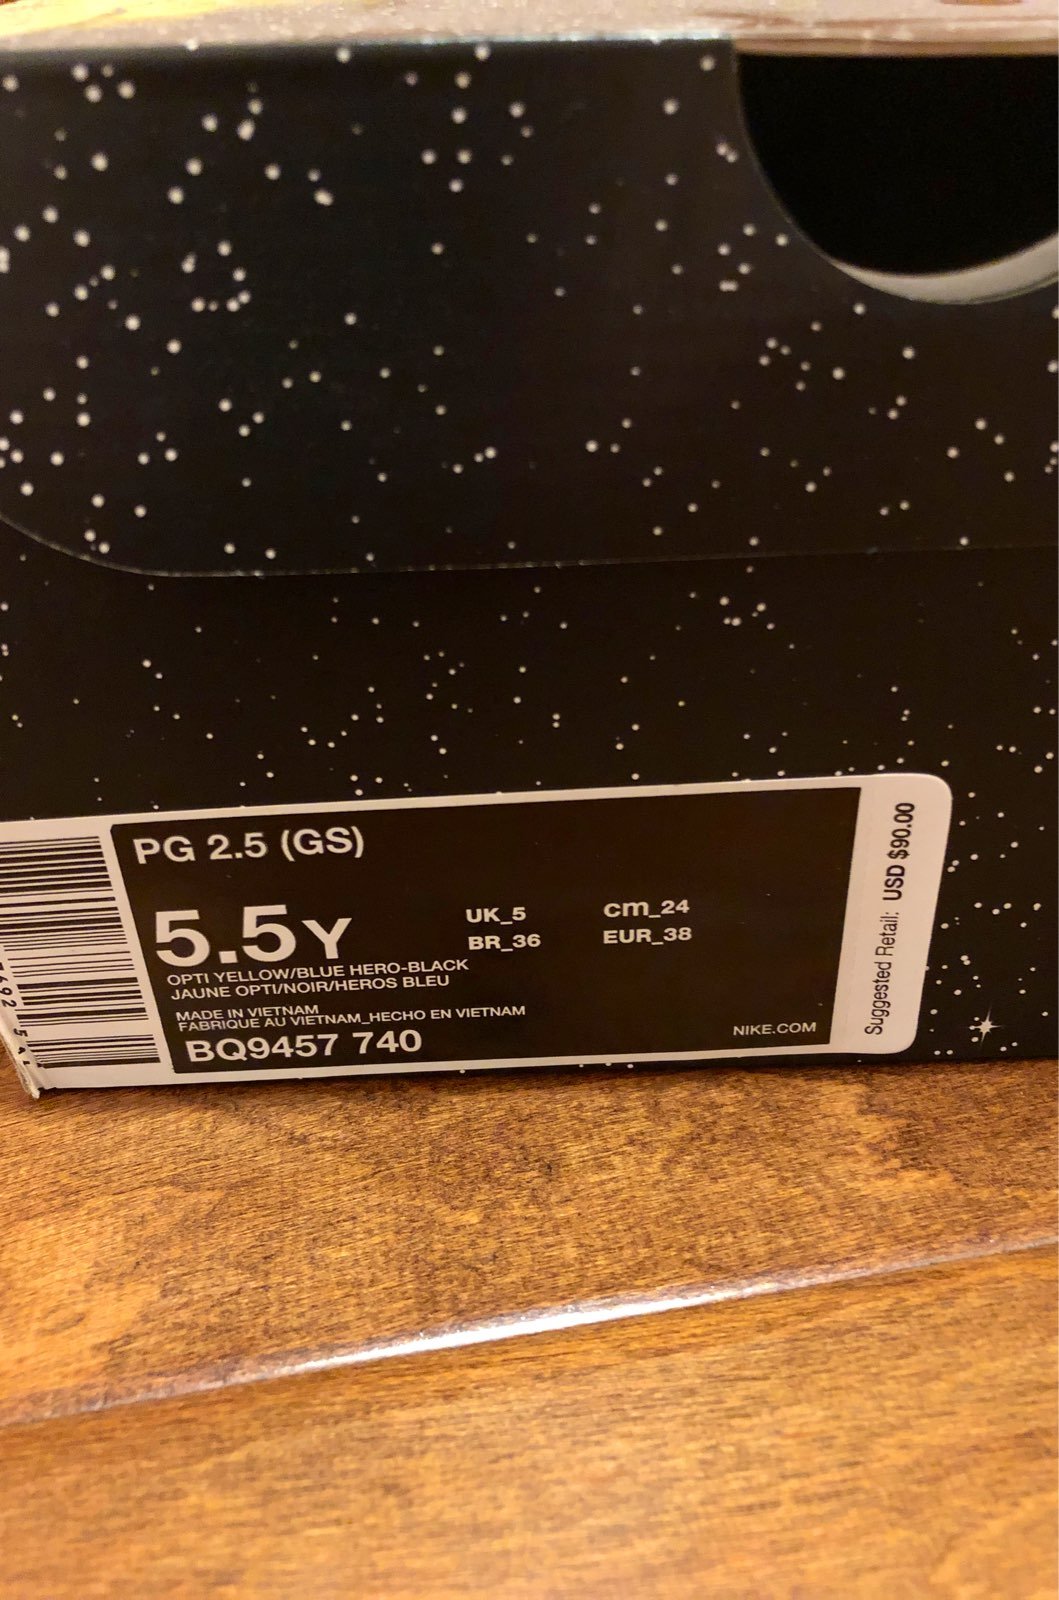 PG 2.5 (GS)
5.5Y
UK_5 cm_24
BR_36 EUR_38
OPTI YELLOW/BLUE HERO-BLACK
JAUNE OPTI/NOIR/HEROS BLEU
MADE IN VIETNAM
FABRIQUE AU VIETNAM_HECHO EN VIETNAM
BQ9457 740
NIKE.COM
Suggested Retail: USD $90.00